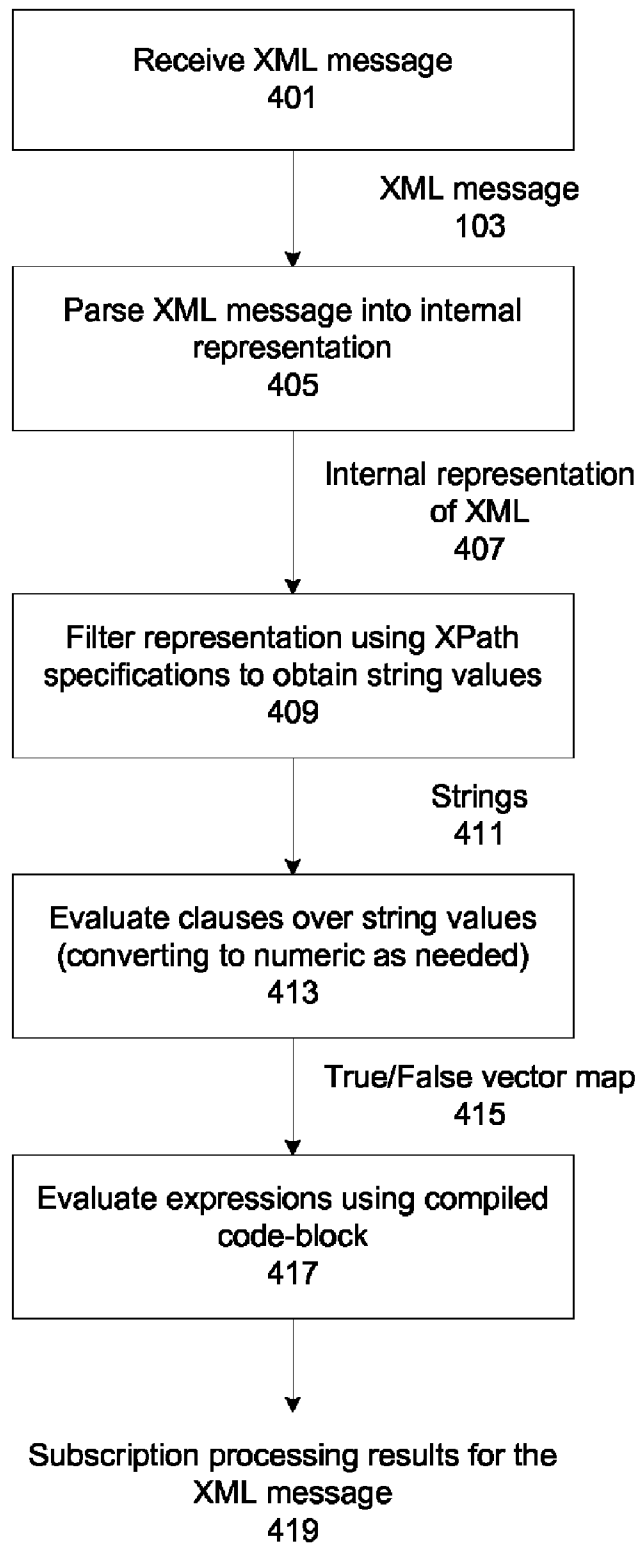 Receive XML message
401
XML message
103
Parse XML message into internal
representation
405
Internal representation
of XML
407
Filter representation using XPath
specifications to obtain string values
409
Strings
411
Evaluate clauses over string values
(converting to numeric as needed)
413
True/False vector map
415
Evaluate expressions using compiled
code-block
417
Subscription processing results for the
XML message
419